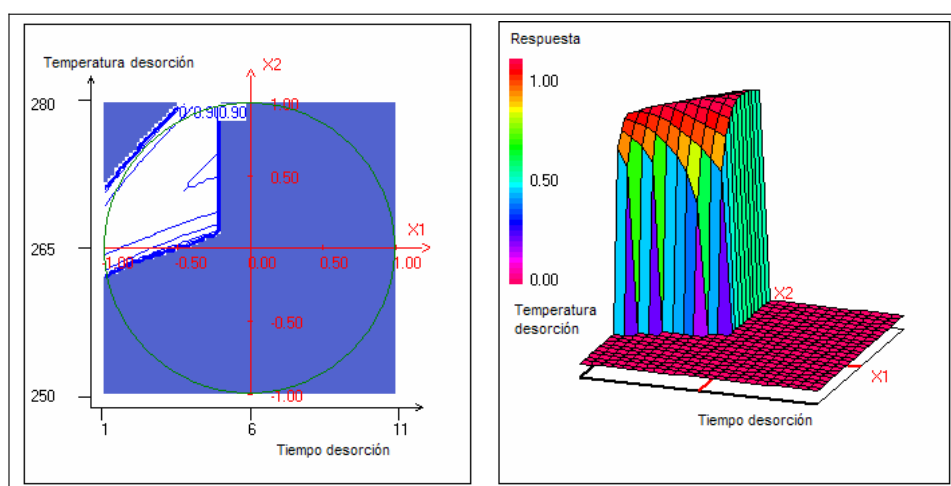 Temperatura desorción
X2
280
1.00
0.90
0.50
X1
265
-1.00
-0.50
0.00
0.50
1.00
-0.50
-1.00
250
1
6
11
Tiempo desorción
Respuesta
1.00
0.50
0.00
Temperatura
desorción
X2
X1
Tiempo desorción